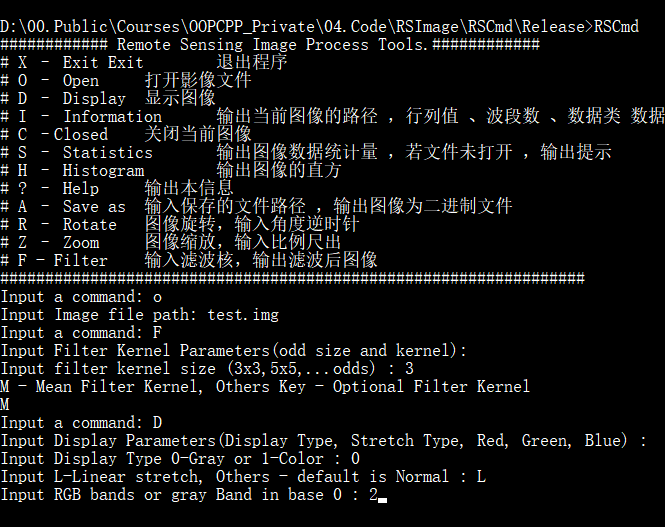 D:\00.Public\Courses\OOPCPP_Private\04.Code\RSImage\RSCmd\Release>RSCmd
############ Remote Sensing Image Process Tools.############
# X - Exit Exit 退出程序
# O - Open 打开影像文件
# D - Display 显示图像
# I - Information 输出当前图像的路径 ，行列值 、波段数 、数据类 数据
# C -Closed 关闭当前图像
# S - Statistics 输出图像数据统计量 ，若文件未打开 ，输出提示
# H - Histogram 输出图像的直方
# ? - Help 输出本信息
# A - Save as 输入保存的文件路径 ，输出图像为二进制文件
# R - Rotate 图像旋转，输入角度逆时针
# Z - Zoom 图像缩放，输入比例尺出
# F - Filter 输入滤波核，输出滤波后图像
#################################################################
Input a command: o
Input Image file path: test.img
Input a command: F
Input Filter Kernel Parameters(odd size and kernel):
Input filter kernel size (3x3,5x5,...odds) : 3
M - Mean Filter Kernel, Others Key - Optional Filter Kernel
M
Input a command: D
Input Display Parameters(Display Type, Stretch Type, Red, Green, Blue) :
Input Display Type 0-Gray or 1-Color : 0
Input L-Linear stretch, Others - default is Normal : L
Input RGB bands or gray Band in base 0 : 2